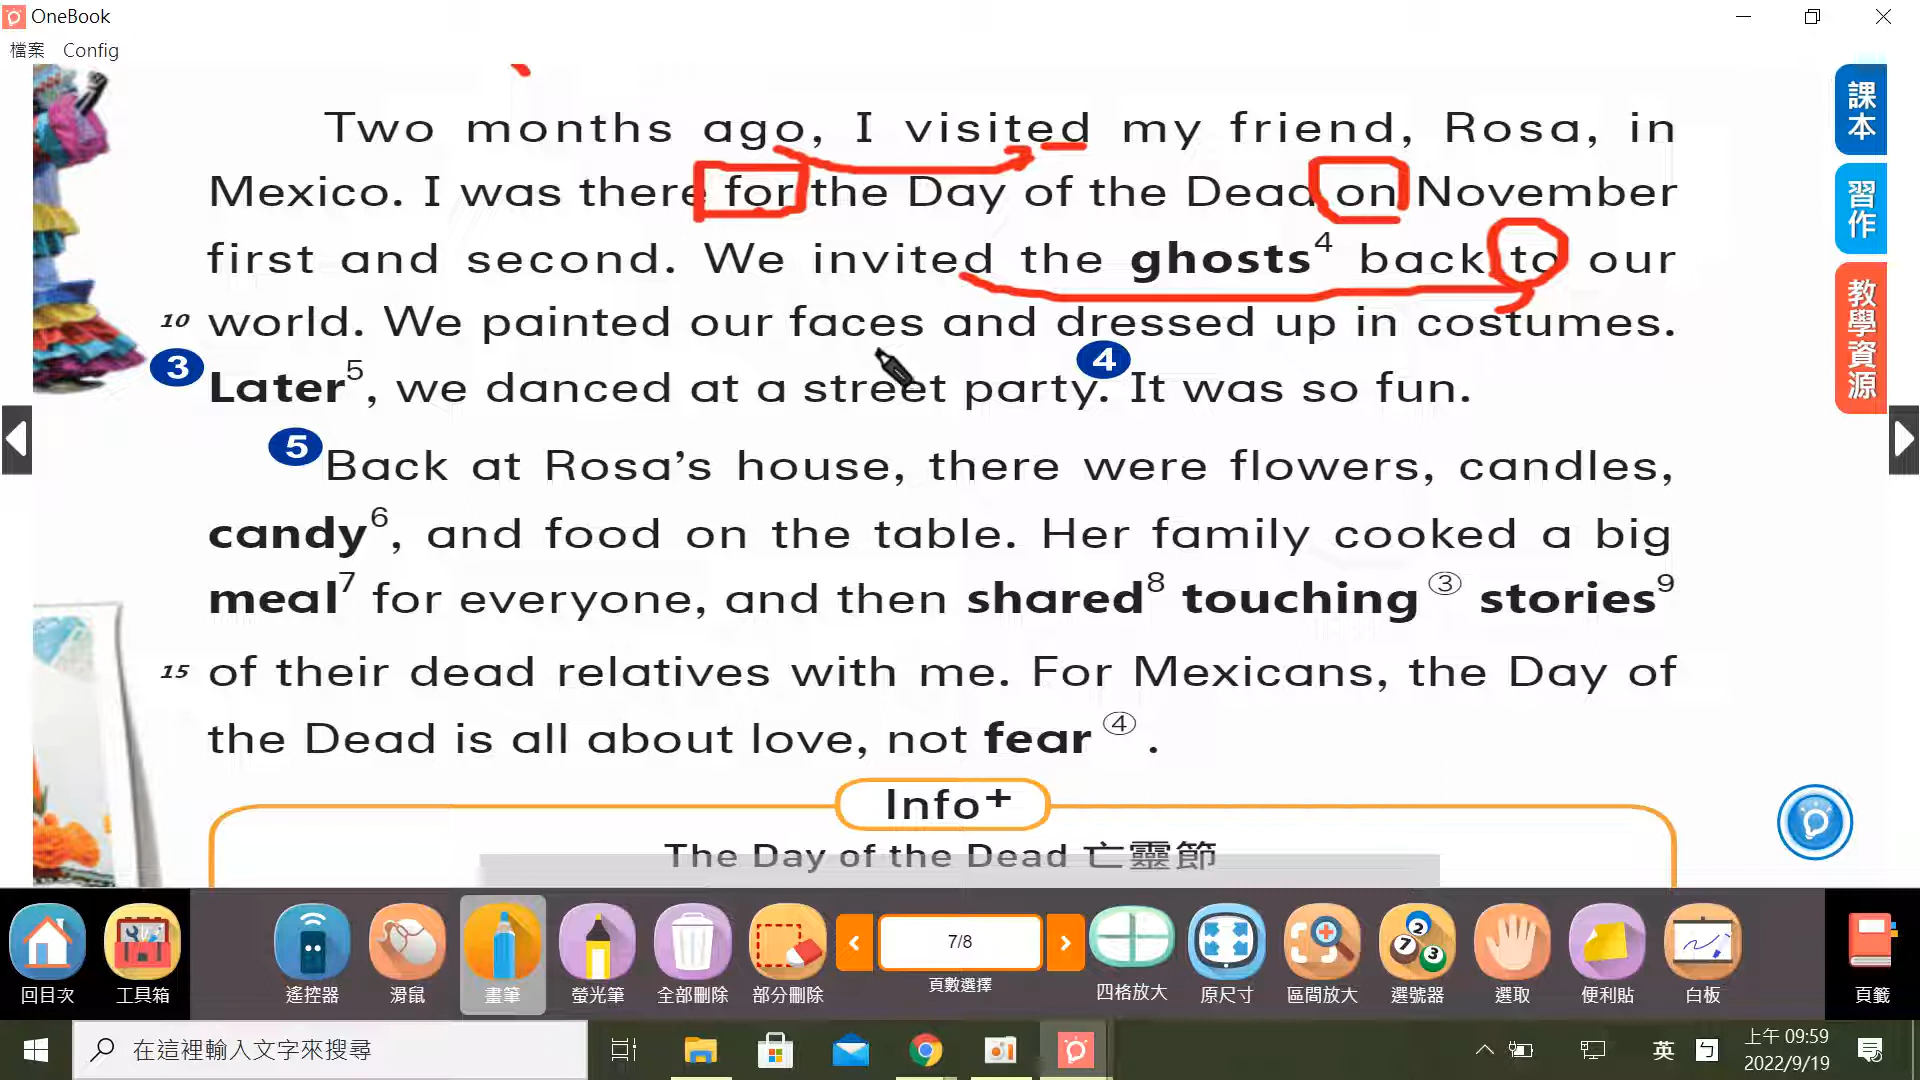 OneBook
檔案 Config
Two months ago, I visited my friend, Rosa, in
Mexico. I was there for the Day of the Dead on November
first and second. We invited the ghosts4 back to our
10 world. We painted our faces and dressed up in costumes.
3 Later5, we danced at a street party. 4 It was so fun.
5 Back at Rosa's house, there were flowers, candles,
candy6, and food on the table. Her family cooked a big
meal7 for everyone, and then shared8 touching③ stories9
15 of their dead relatives with me. For Mexicans, the Day of
the Dead is all about love, not fear④.
Info+
The Day of the Dead 亡靈節
課本
習作
教學資源
回目次 工具箱 遙控器 滑鼠 畫筆 螢光筆 全部刪除 部分刪除 7/8 頁數選擇 四格放大 原尺寸 區間放大 選號器 選取 便利貼 白板 頁籤
在這裡輸入文字來搜尋
英 ㄅ 上午 09:59
2022/9/19